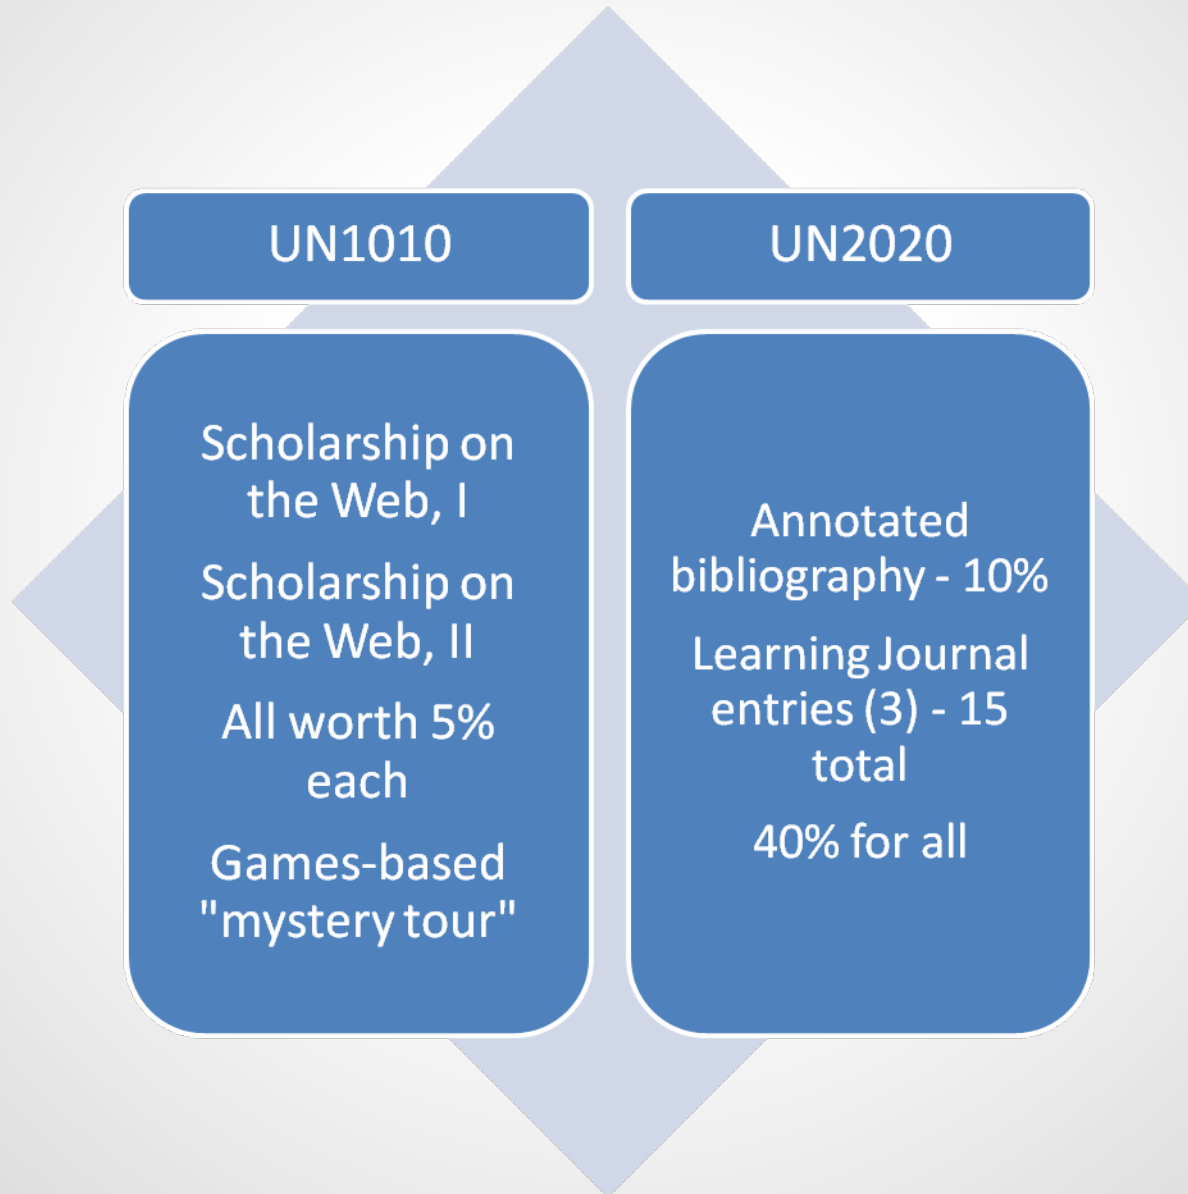 UN1010
Scholarship on
the Web, I
Scholarship on
the Web, II
All worth 5%
each
Games-based
"mystery tour"
UN2020
Annotated
bibliography - 10%
Learning Journal
entries (3) - 15
total
40% for all